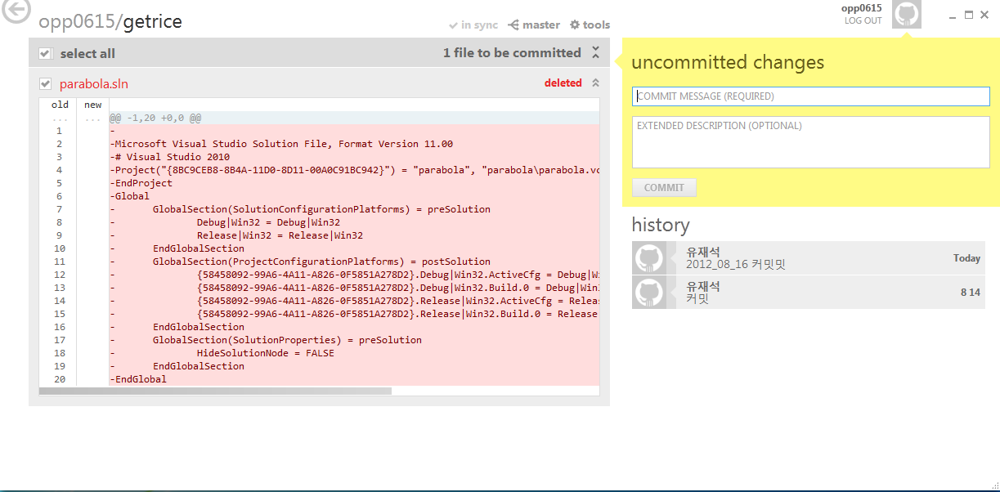 opp0615/getrice
in sync master tools
opp0615
LOG OUT
select all
1 file to be committed
parabola.sln
deleted
old new
... ... @@ -1,20 +0,0 @@
1 -
2 -Microsoft Visual Studio Solution File, Format Version 11.00
3 -# Visual Studio 2010
4 -Project("{8BC9CEB8-8B4A-11D0-8D11-00A0C91BC942}") = "parabola", "parabola\parabola.vc
5 -EndProject
6 -Global
7 - GlobalSection(SolutionConfigurationPlatforms) = preSolution
8 - Debug|Win32 = Debug|Win32
9 - Release|Win32 = Release|Win32
10 - EndGlobalSection
11 - GlobalSection(ProjectConfigurationPlatforms) = postSolution
12 - {58458092-99A6-4A11-A826-0F5851A278D2}.Debug|Win32.ActiveCfg = Debug|W
13 - {58458092-99A6-4A11-A826-0F5851A278D2}.Debug|Win32.Build.0 = Debug|Win
14 - {58458092-99A6-4A11-A826-0F5851A278D2}.Release|Win32.ActiveCfg = Relea
15 - {58458092-99A6-4A11-A826-0F5851A278D2}.Release|Win32.Build.0 = Release
16 - EndGlobalSection
17 - GlobalSection(SolutionProperties) = preSolution
18 - HideSolutionNode = FALSE
19 - EndGlobalSection
20 -EndGlobal
uncommitted changes
COMMIT MESSAGE (REQUIRED)
EXTENDED DESCRIPTION (OPTIONAL)
COMMIT
history
유재석
2012_08_16 커밋밋
Today
유재석
커밋
8 14